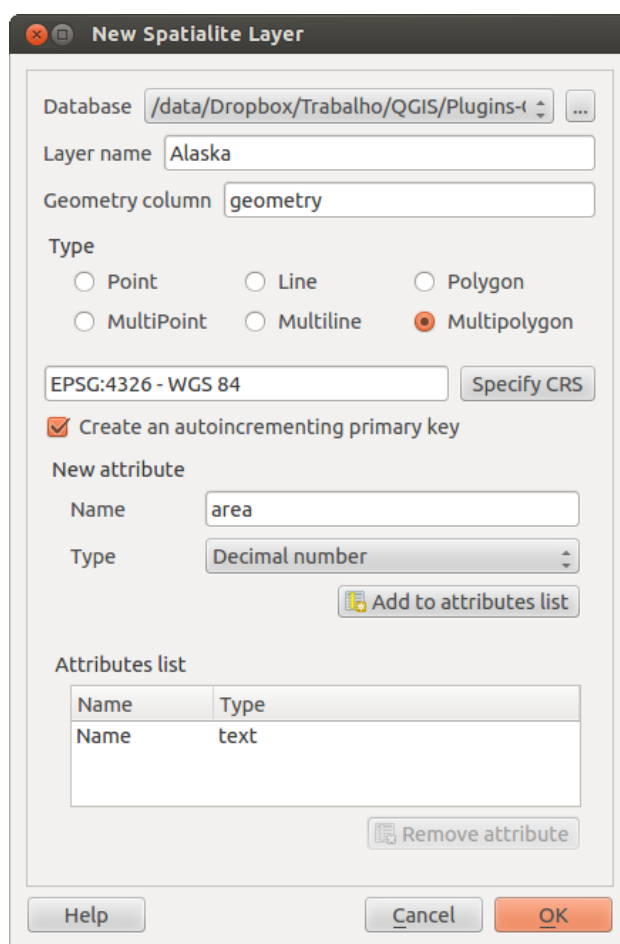 New Spatialite Layer
Database /data/Dropbox/Trabalho/QGIS/Plugins-( ...
Layer name Alaska
Geometry column geometry
Type
Point Line Polygon
MultiPoint Multiline Multipolygon
EPSG:4326 - WGS 84 Specify CRS
Create an autoincrementing primary key
New attribute
Name area
Type Decimal number
Add to attributes list
Attributes list
Name Type
Name text
Remove attribute
Help Cancel OK